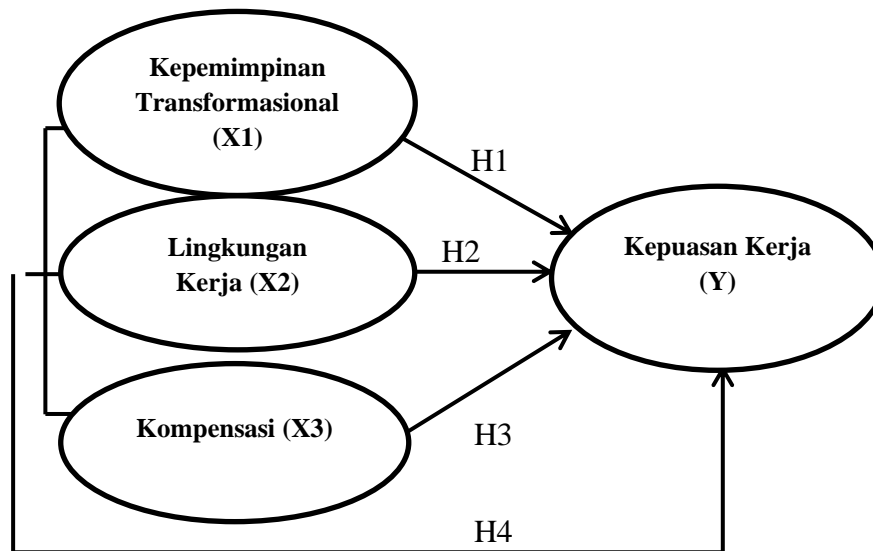 Kepemimpinan
Transformasional
(X1)
H1
Lingkungan
Kerja (X2)
H2
Kepuasan Kerja
(Y)
Kompensasi (X3)
H3
H4